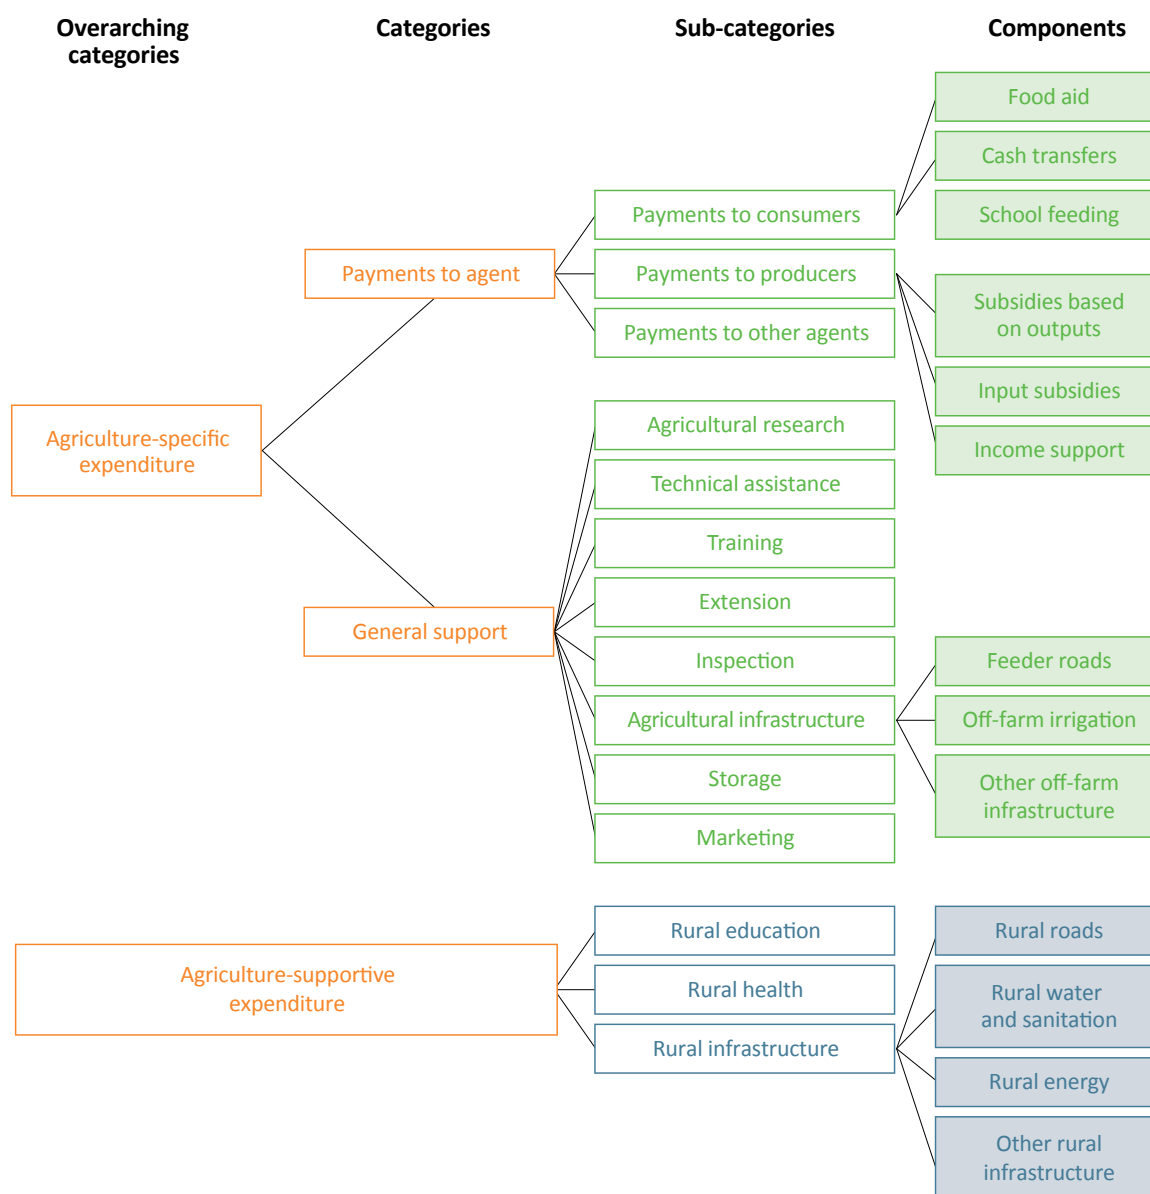 Overarching
categories
Categories
Sub-categories
Components
Food aid
Cash transfers
School feeding
Payments to consumers
Payments to agent
Payments to producers
Payments to other agents
Subsidies based
on outputs
Input subsidies
Income support
Agriculture-specific
expenditure
Agricultural research
Technical assistance
Training
Extension
General support
Inspection
Agricultural infrastructure
Storage
Marketing
Feeder roads
Off-farm irrigation
Other off-farm
infrastructure
Agriculture-supportive
expenditure
Rural education
Rural health
Rural infrastructure
Rural roads
Rural water
and sanitation
Rural energy
Other rural
infrastructure